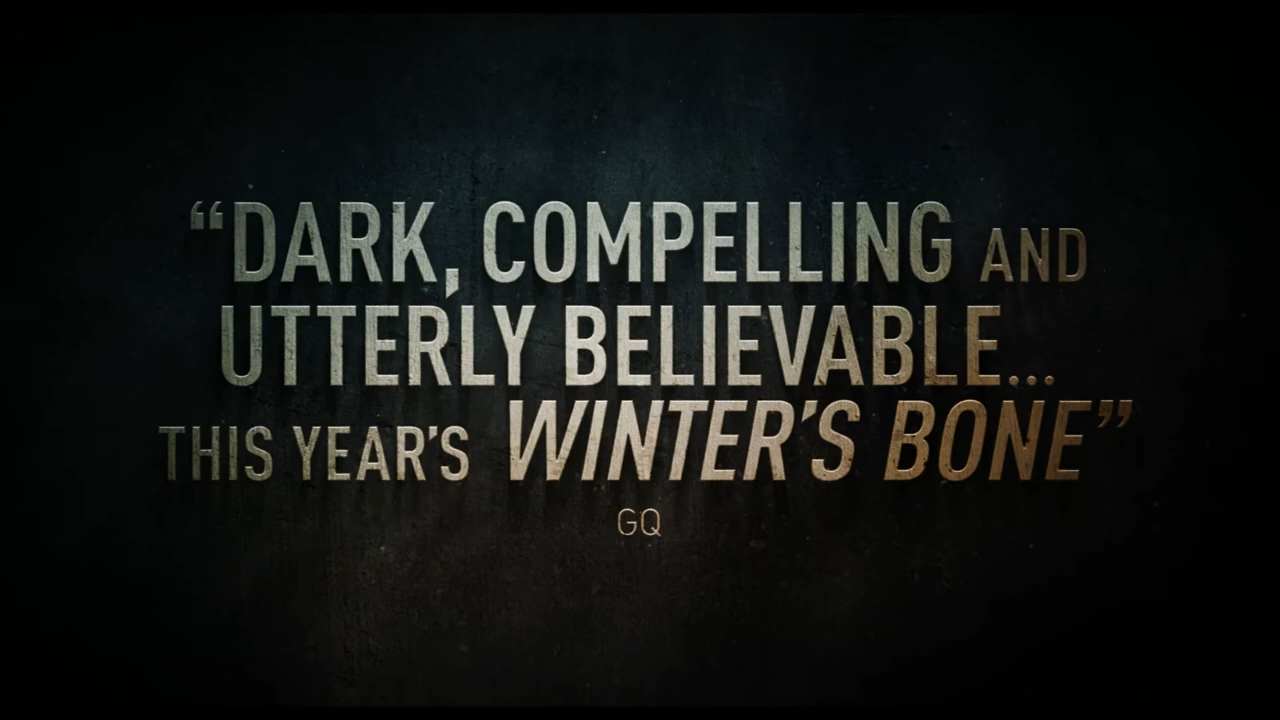 “DARK, COMPELLING AND
UTTERLY BELIEVABLE...
THIS YEAR’S WINTER’S BONE”
GQ